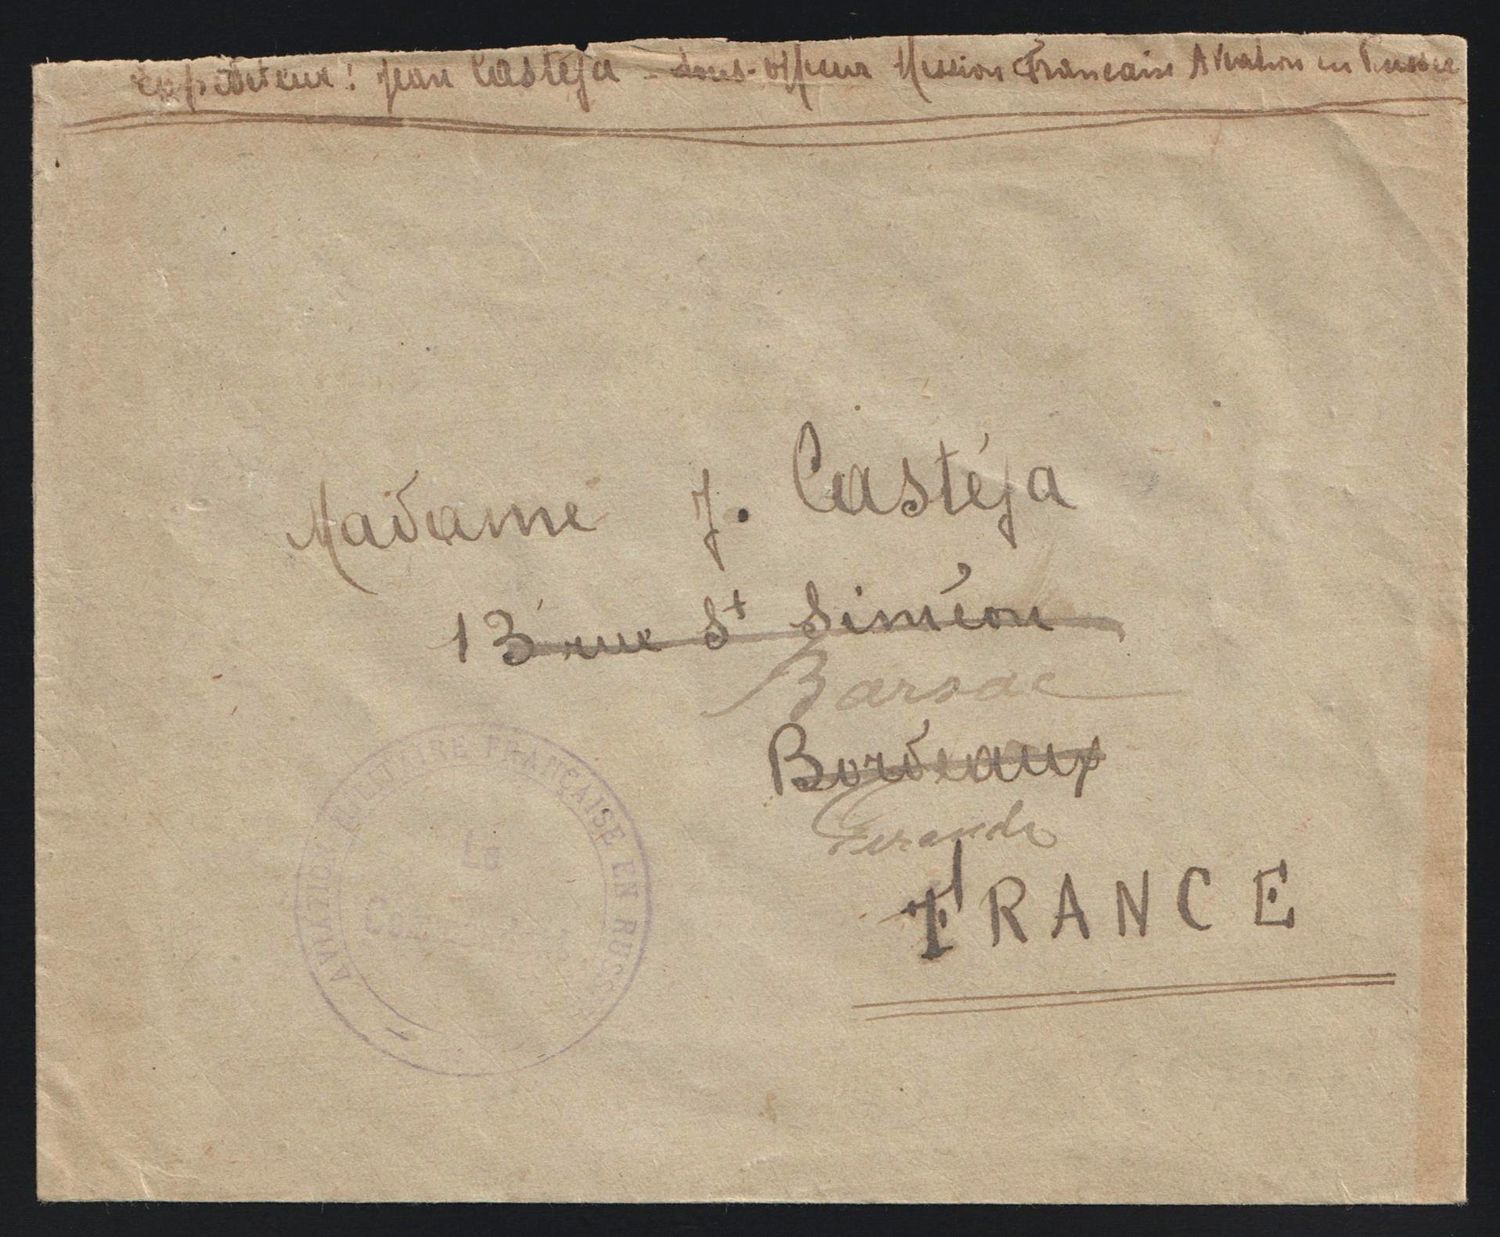 Expéditeur: Jean Castéja - Sous-officier Mission Française Aviation en Russie
Madame J. Castéja
13 rue St Siméon
Barsac
Bordeaux
Gironde
FRANCE
AVIATION MILITAIRE FRANÇAISE EN RUSSIE
Le
Commandant